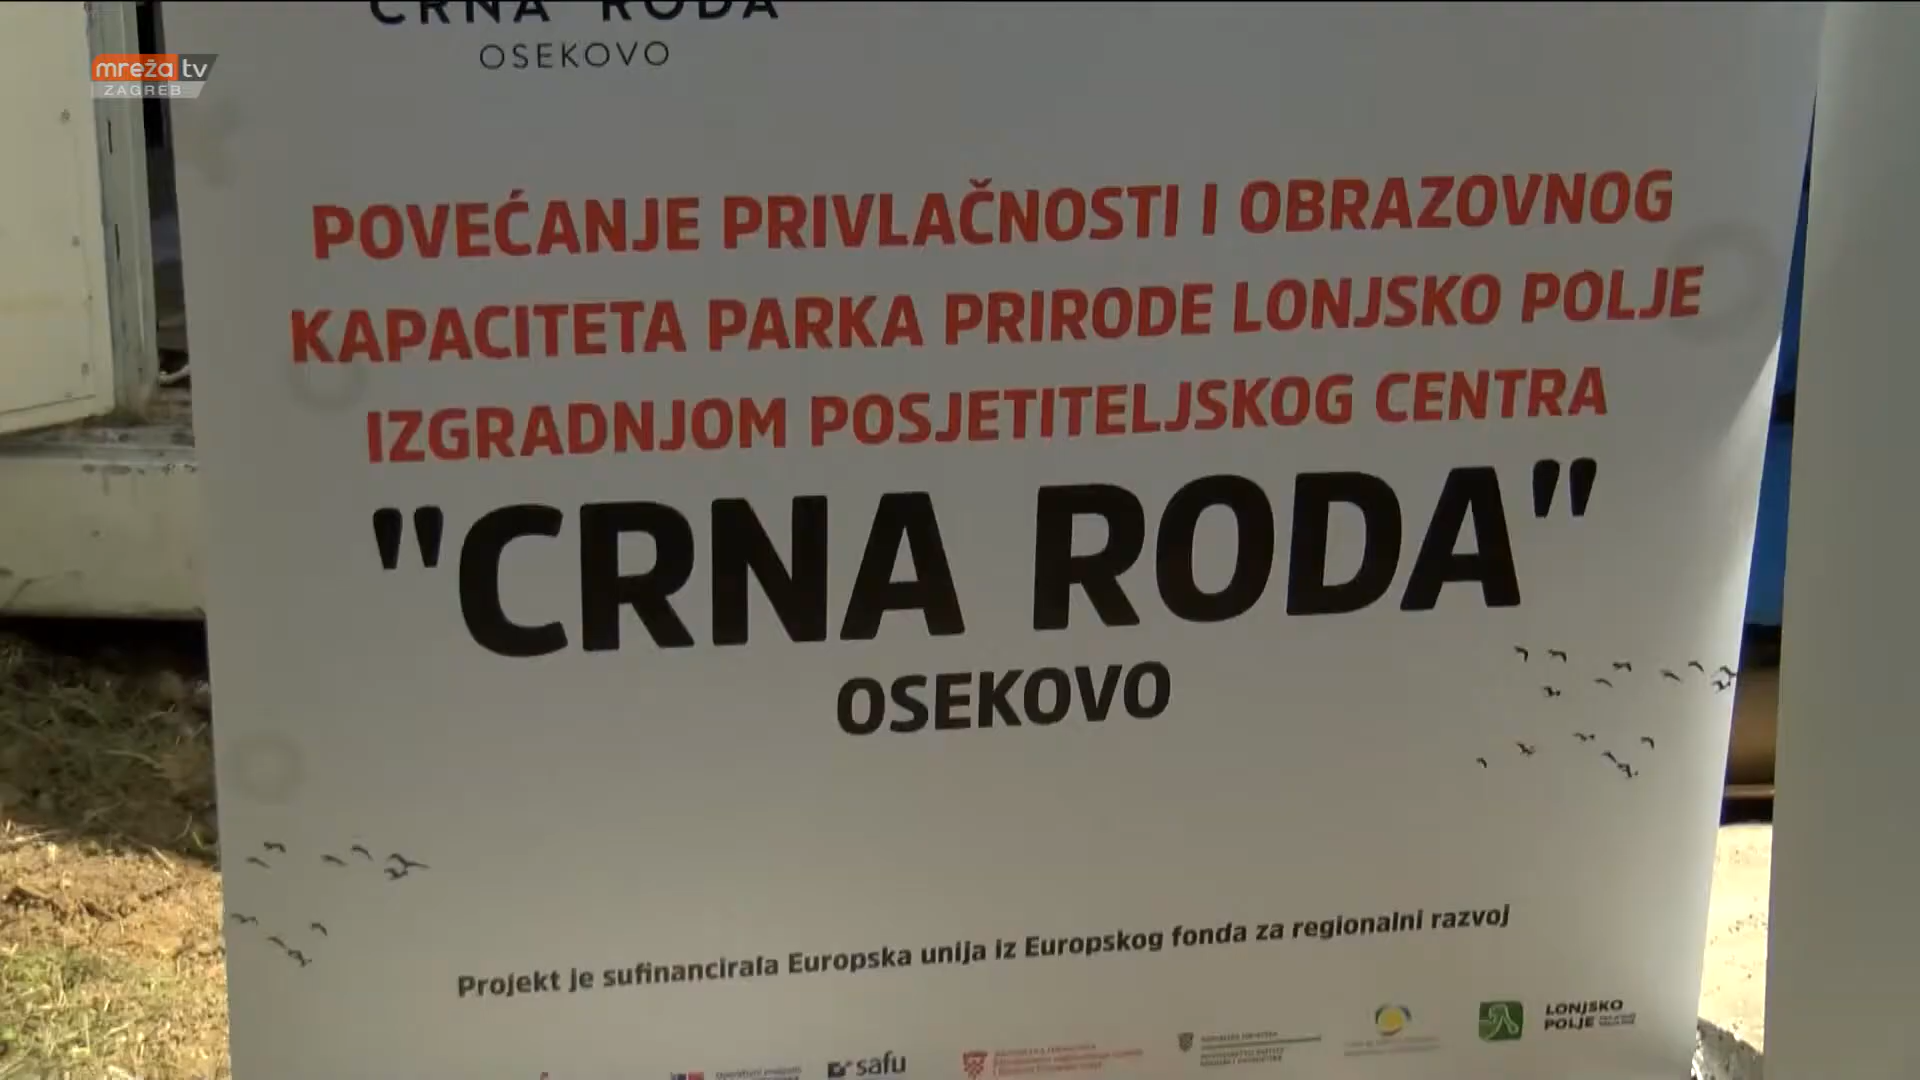 CRNA RODA
OSEKOVO
mreža tv
ZAGREB
POVEĆANJE PRIVLAČNOSTI I OBRAZOVNOG
KAPACITETA PARKA PRIRODE LONJSKO POLJE
IZGRADNJOM POSJETITELJSKOG CENTRA
"CRNA RODA"
OSEKOVO
Projekt je sufinancirala Europska unija iz Europskog fonda za regionalni razvoj
safu
LONJSKO
POLJE